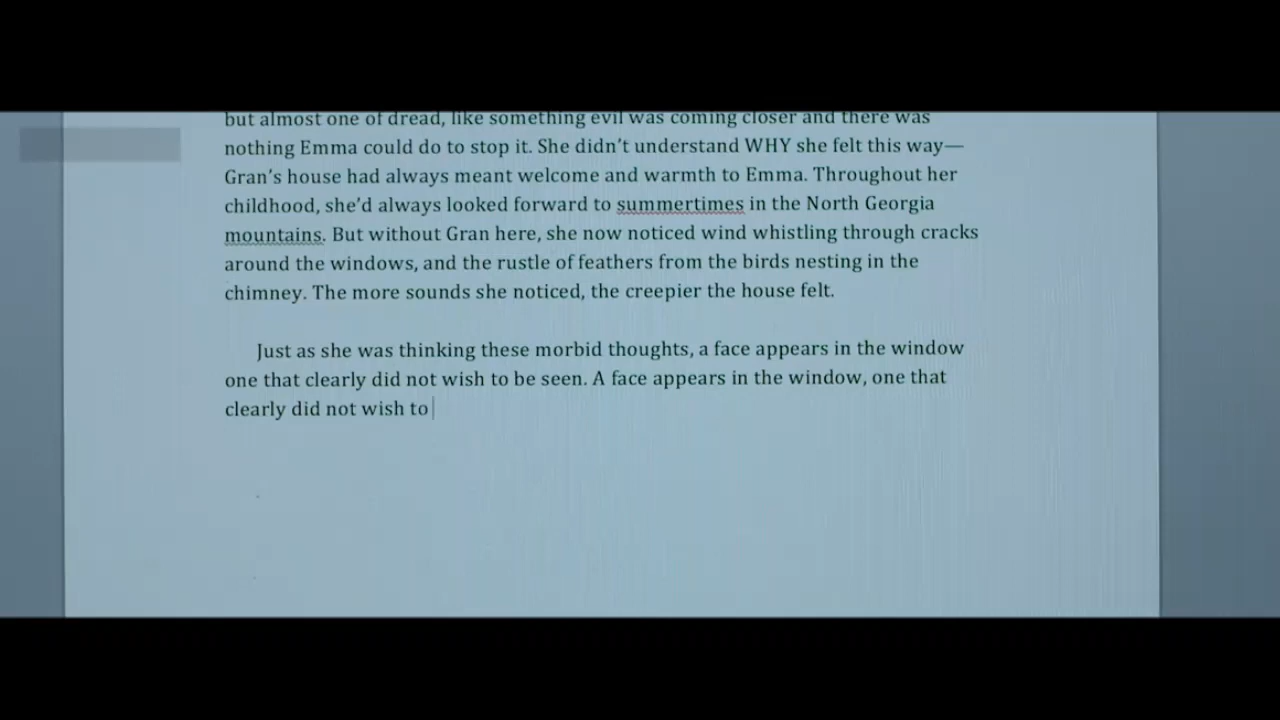 but almost one of dread, like something evil was coming closer and there was
nothing Emma could do to stop it. She didn’t understand WHY she felt this way—
Gran’s house had always meant welcome and warmth to Emma. Throughout her
childhood, she’d always looked forward to summertimes in the North Georgia
mountains. But without Gran here, she now noticed wind whistling through cracks
around the windows, and the rustle of feathers from the birds nesting in the
chimney. The more sounds she noticed, the creepier the house felt.
Just as she was thinking these morbid thoughts, a face appears in the window
one that clearly did not wish to be seen. A face appears in the window, one that
clearly did not wish to